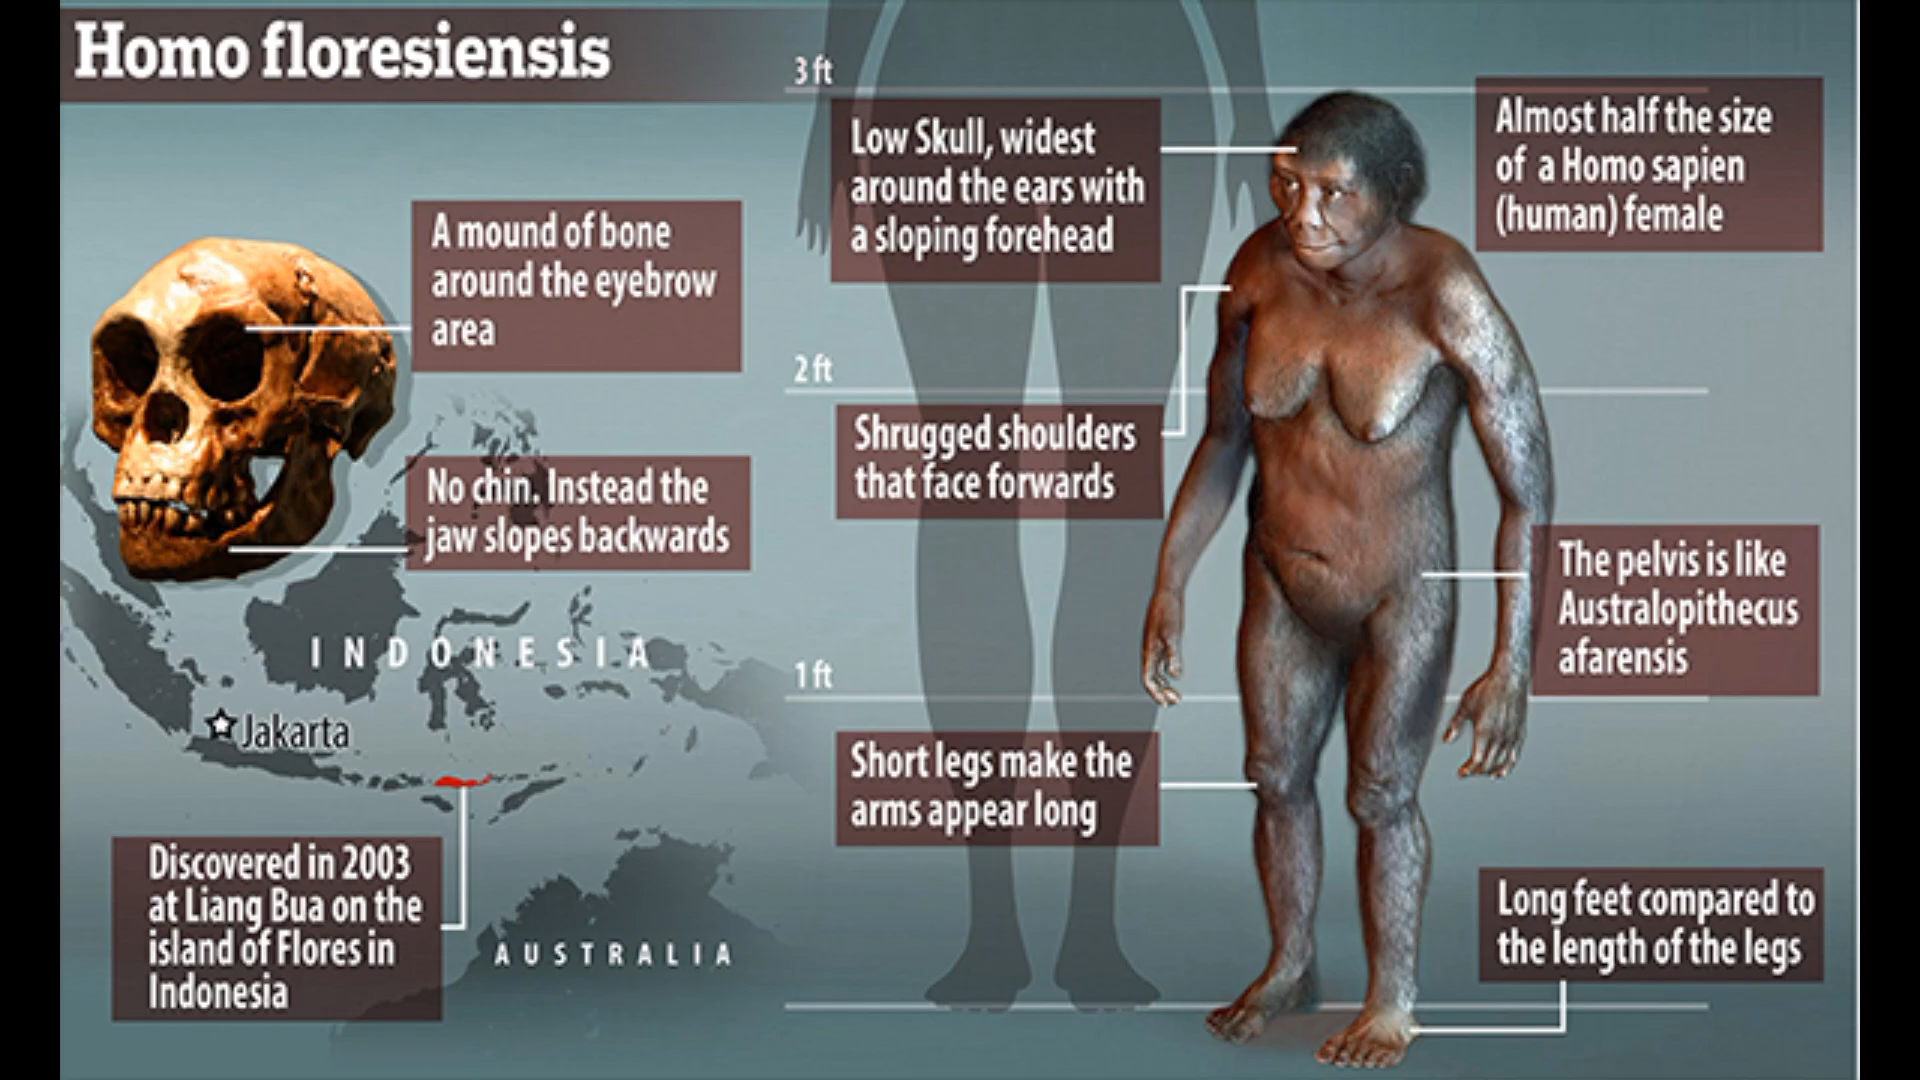 Homo floresiensis
A mound of bone
around the eyebrow
area
No chin. Instead the
jaw slopes backwards
INDONESIA
Jakarta
Discovered in 2003
at Liang Bua on the
island of Flores in
Indonesia
AUSTRALIA
3 ft
Low Skull, widest
around the ears with
a sloping forehead
2 ft
Shrugged shoulders
that face forwards
1 ft
Short legs make the
arms appear long
Almost half the size
of a Homo sapien
(human) female
The pelvis is like
Australopithecus
afarensis
Long feet compared to
the length of the legs